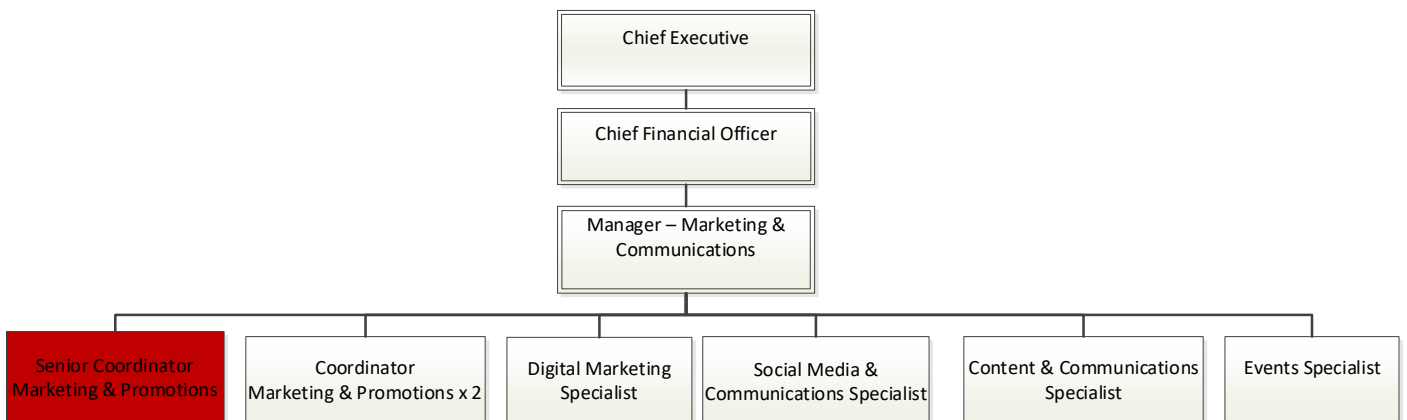 Chief Executive
Chief Financial Officer
Manager – Marketing &
Communications
Senior Coordinator
Marketing & Promotions
Coordinator
Marketing & Promotions x 2
Digital Marketing
Specialist
Social Media &
Communications Specialist
Content & Communications
Specialist
Events Specialist